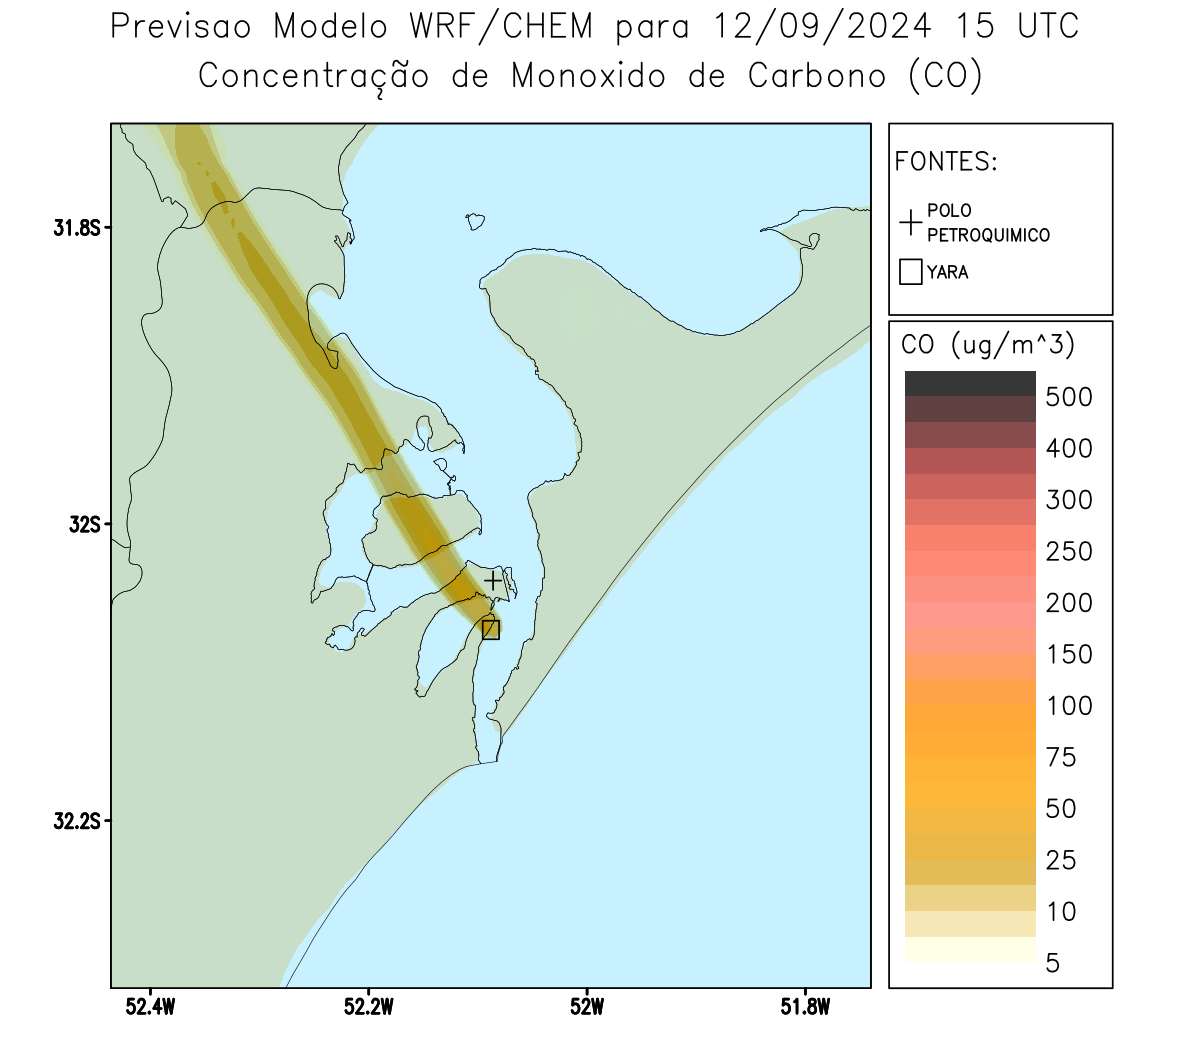 Previsao Modelo WRF/CHEM para 12/09/2024 15 UTC
Concentração de Monoxido de Carbono (CO)
FONTES:
POLO
PETROQUIMICO
YARA
CO (ug/m^3)
500
400
300
250
200
150
100
75
50
25
10
5
31.8S
32S
32.2S
52.4W
52.2W
52W
51.8W